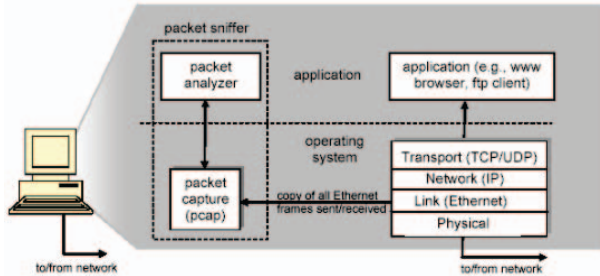 packet sniffer
packet
analyzer
application
application (e.g., www
browser, ftp client)
operating
system
packet
capture
(pcap)
copy of all Ethernet
frames sent/received
Transport (TCP/UDP)
Network (IP)
Link (Ethernet)
Physical
to/from network
to/from network